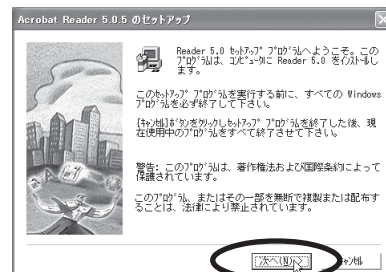 Acrobat Reader 5.0.5 のセットアップ
Reader 5.0 ｾｯﾄｱｯﾌﾟ ﾌﾟﾛｸﾞﾗﾑへようこそ。この
ﾌﾟﾛｸﾞﾗﾑは、ｺﾝﾋﾟｭｰﾀに Reader 5.0 をｲﾝｽﾄｰﾙし
ます。
このｾｯﾄｱｯﾌﾟ ﾌﾟﾛｸﾞﾗﾑを実行する前に、すべての Windows
ﾌﾟﾛｸﾞﾗﾑを必ず終了して下さい。
[ｷｬﾝｾﾙ]ﾎﾞﾀﾝをｸﾘｯｸしｾｯﾄｱｯﾌﾟ ﾌﾟﾛｸﾞﾗﾑを終了した後、現
在使用中のﾌﾟﾛｸﾞﾗﾑをすべて終了させて下さい。
警告: このﾌﾟﾛｸﾞﾗﾑは、著作権法および国際条約によって
保護されています。
このﾌﾟﾛｸﾞﾗﾑ、またはその一部を無断で複製または配布す
ることは、法律により禁止されています。
次へ(N) > ｷｬﾝｾﾙ